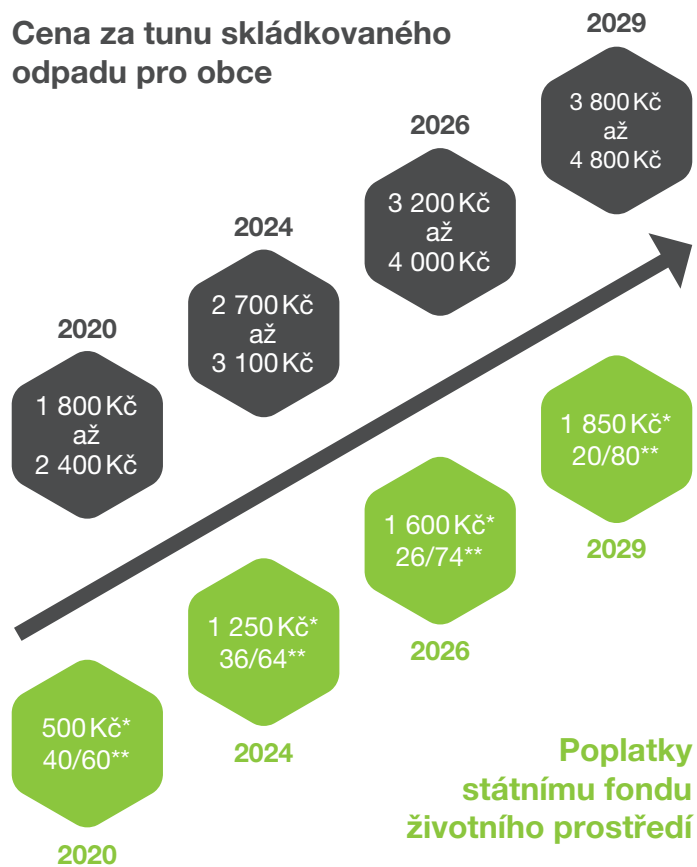 Cena za tunu skládkovaného
odpadu pro obce
2029
3 800 Kč
až
4 800 Kč
2026
3 200 Kč
až
4 000 Kč
2024
2 700 Kč
až
3 100 Kč
2020
1 800 Kč
až
2 400 Kč
1 850 Kč*
20/80**
2029
1 600 Kč*
26/74**
2026
1 250 Kč*
36/64**
2024
500 Kč*
40/60**
2020
Poplatky
státnímu fondu
životního prostředí